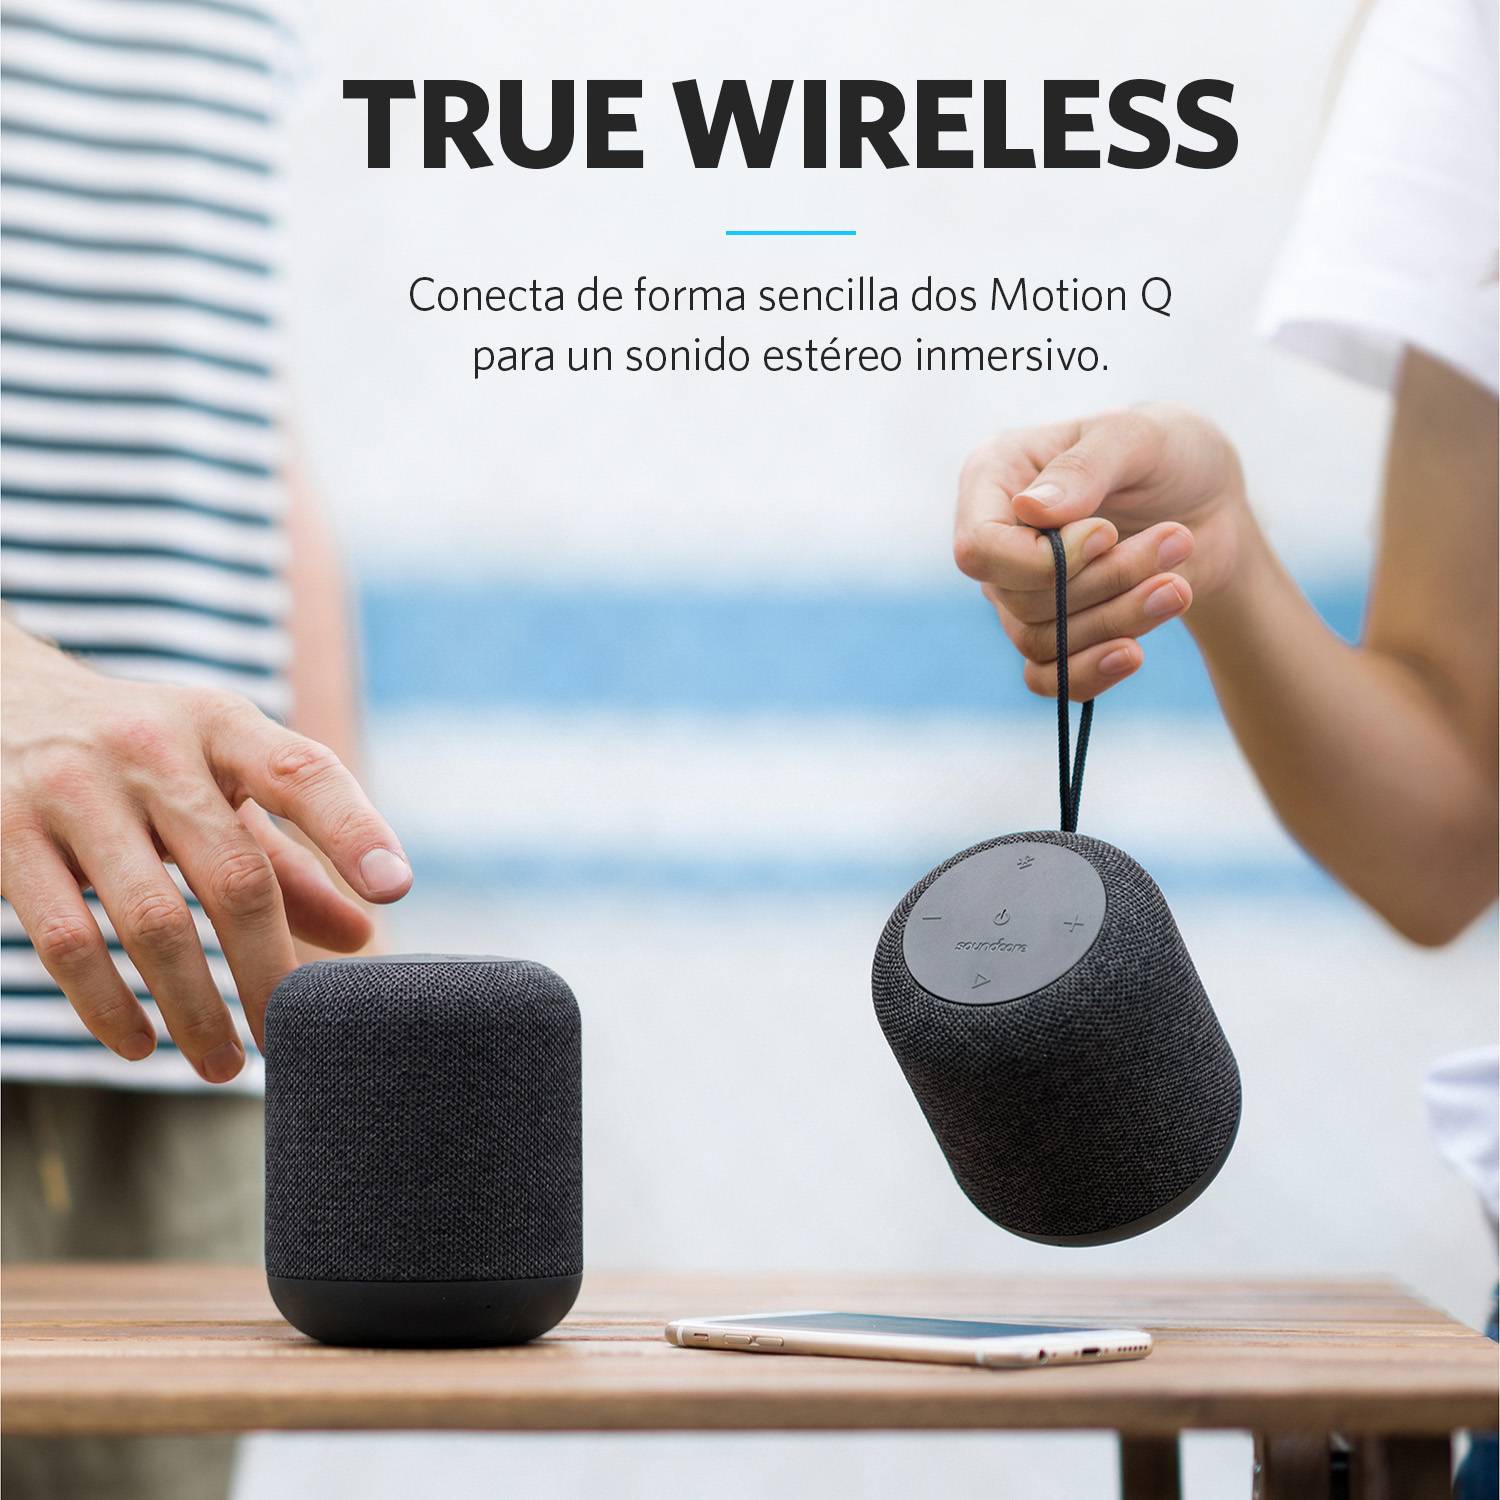 TRUE WIRELESS
Conecta de forma sencilla dos Motion Q
para un sonido estéreo inmersivo.
soundcore